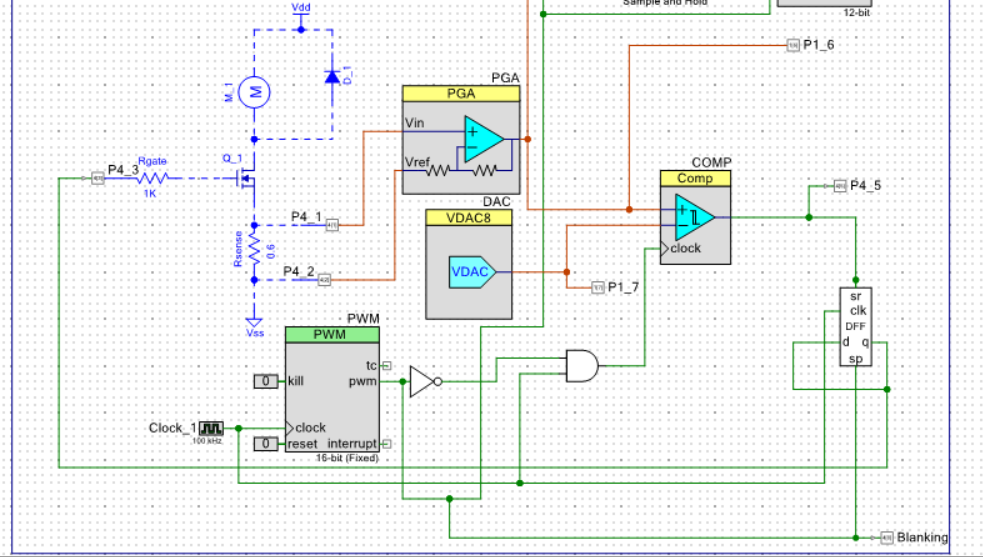 Sample and Hold
12-bit
Vdd
P1_6
M_1
M
D_1
PGA
PGA
Vin
Vref
Rgate
P4_3
1K
Q_1
COMP
Comp
clock
P4_5
P4_1
DAC
VDAC8
VDAC
P1_7
Rsense
0.6
P4_2
Vss
sr
clk
DFF
d q
sp
PWM
PWM
tc
0 kill pwm
Clock_1
100 kHz
clock
0 reset interrupt
16-bit (Fixed)
Blanking